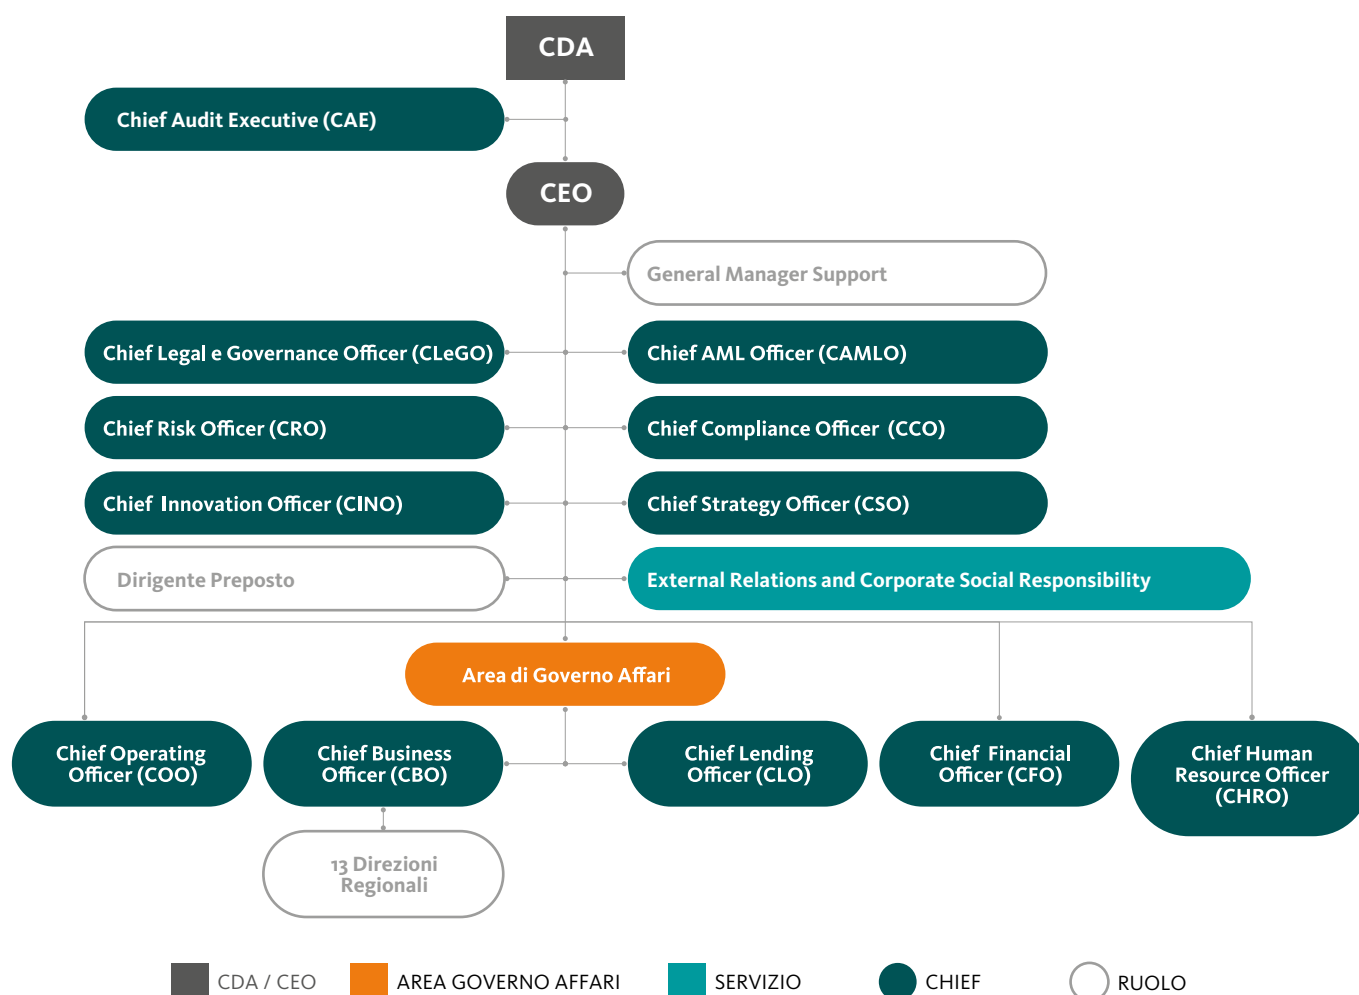 CDA
Chief Audit Executive (CAE)
CEO
General Manager Support
Chief Legal e Governance Officer (CLeGO)
Chief AML Officer (CAMLO)
Chief Risk Officer (CRO)
Chief Compliance Officer (CCO)
Chief Innovation Officer (CINO)
Chief Strategy Officer (CSO)
Dirigente Preposto
External Relations and Corporate Social Responsibility
Area di Governo Affari
Chief Operating
Officer (COO)
Chief Business
Officer (CBO)
Chief Lending
Officer (CLO)
Chief Financial
Officer (CFO)
Chief Human
Resource Officer
(CHRO)
13 Direzioni
Regionali
CDA / CEO
AREA GOVERNO AFFARI
SERVIZIO
CHIEF
RUOLO